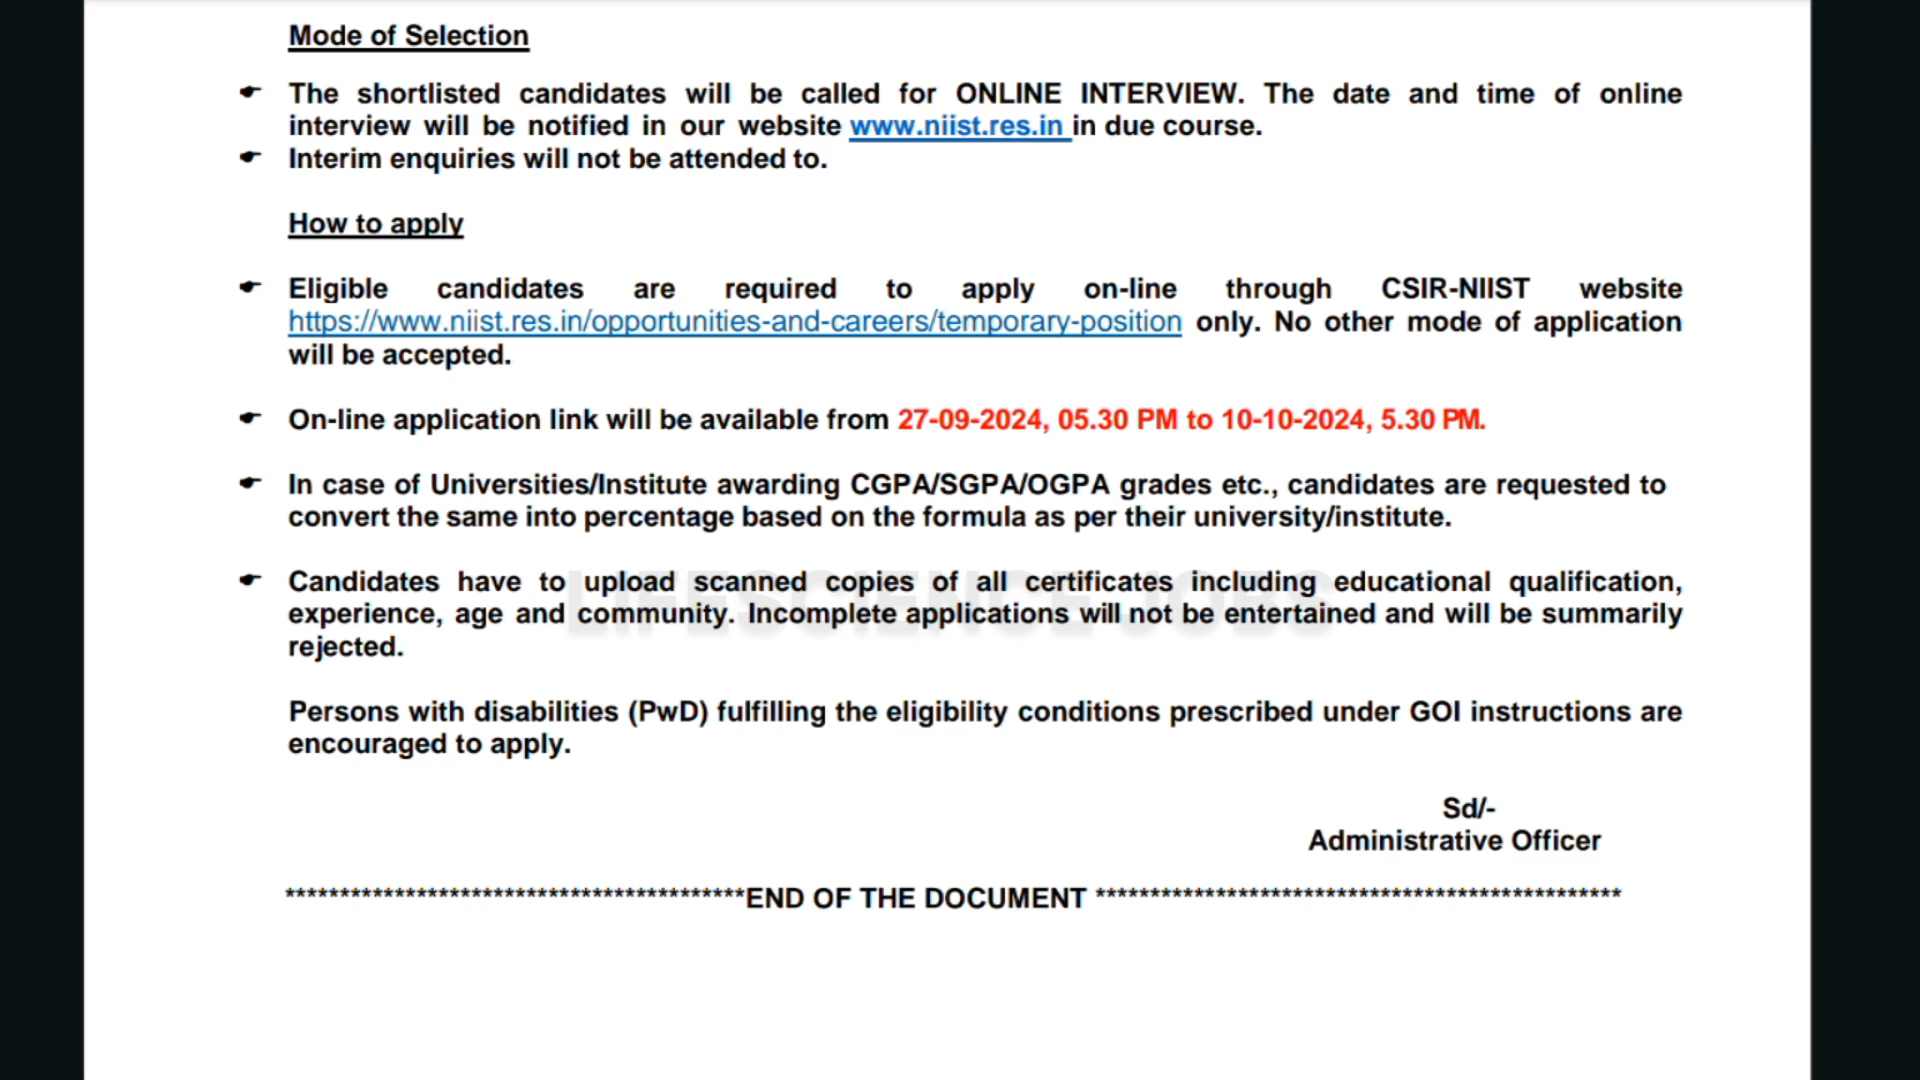 Mode of Selection
☛ The shortlisted candidates will be called for ONLINE INTERVIEW. The date and time of online
interview will be notified in our website www.niist.res.in in due course.
☛ Interim enquiries will not be attended to.
How to apply
☛ Eligible candidates are required to apply on-line through CSIR-NIIST website
https://www.niist.res.in/opportunities-and-careers/temporary-position only. No other mode of application
will be accepted.
☛ On-line application link will be available from 27-09-2024, 05.30 PM to 10-10-2024, 5.30 PM.
☛ In case of Universities/Institute awarding CGPA/SGPA/OGPA grades etc., candidates are requested to
convert the same into percentage based on the formula as per their university/institute.
☛ Candidates have to upload scanned copies of all certificates including educational qualification,
experience, age and community. Incomplete applications will not be entertained and will be summarily
rejected.
LIFESCIENCE JOBS
Persons with disabilities (PwD) fulfilling the eligibility conditions prescribed under GOI instructions are
encouraged to apply.
Sd/-
Administrative Officer
******************************************END OF THE DOCUMENT ************************************************